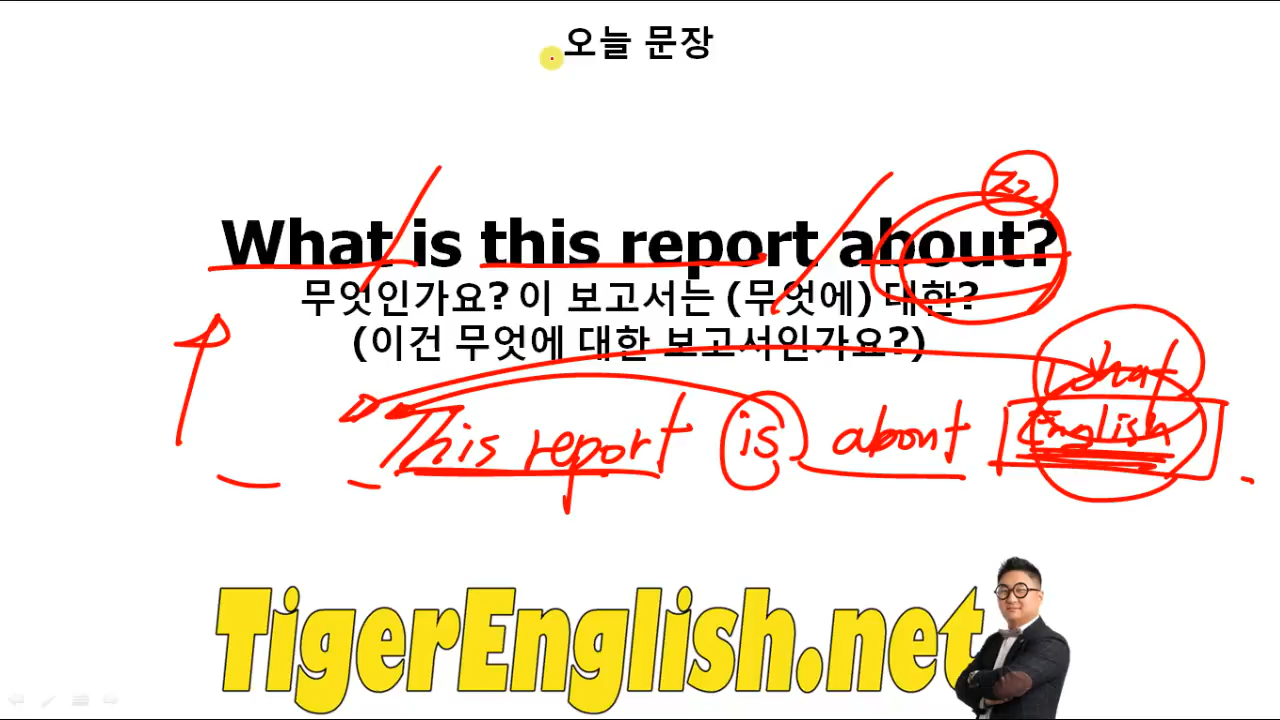 오늘 문장
What is this report about?
무엇인가요? 이 보고서는 (무엇에) 대한?
(이건 무엇에 대한 보고서인가요?)
what
This report is about English.
TigerEnglish.net